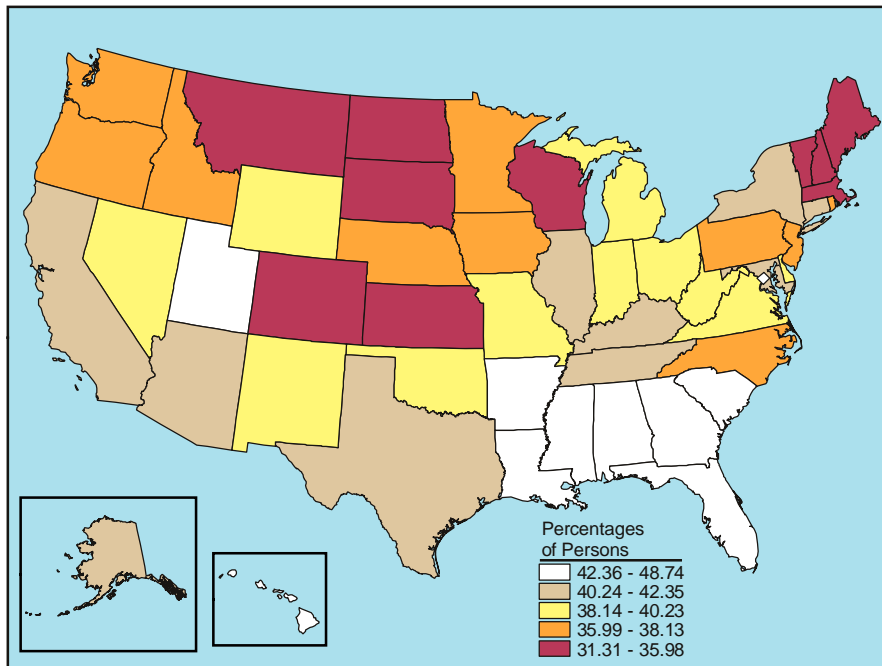 Percentages
of Persons
42.36 - 48.74
40.24 - 42.35
38.14 - 40.23
35.99 - 38.13
31.31 - 35.98